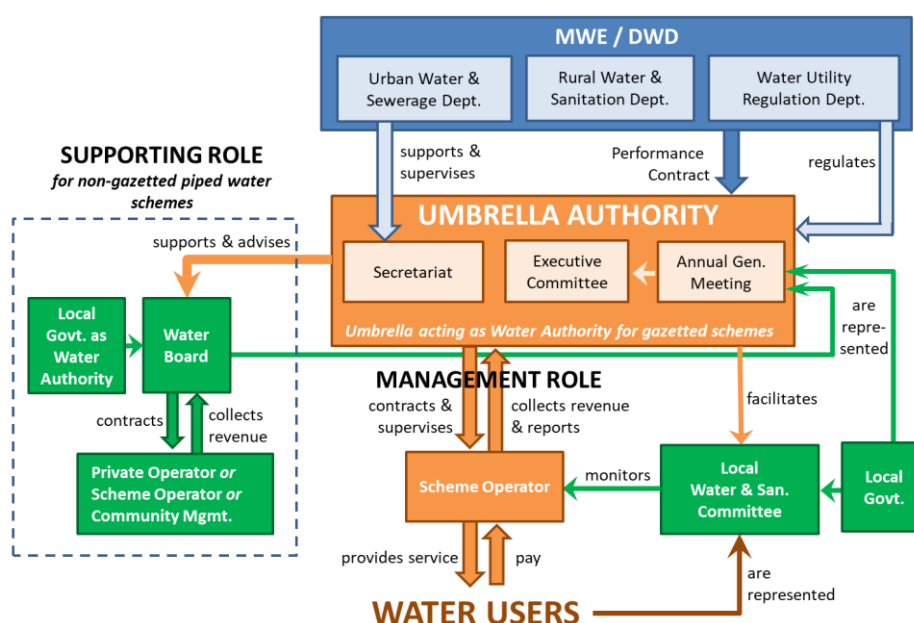 MWE / DWD
Urban Water &
Sewerage Dept.
Rural Water &
Sanitation Dept.
Water Utility
Regulation Dept.
supports &
supervises
Performance
Contract
regulates
SUPPORTING ROLE
for non-gazetted piped water
schemes
supports & advises
UMBRELLA AUTHORITY
Secretariat
Executive
Committee
Annual Gen.
Meeting
Umbrella acting as Water Authority for gazetted schemes
are
repre-
sented
Local
Govt. as
Water
Authority
Water
Board
contracts
collects
revenue
Private Operator or
Scheme Operator or
Community Mgmt.
MANAGEMENT ROLE
contracts &
supervises
collects revenue
& reports
facilitates
Scheme Operator
monitors
Local
Water & San.
Committee
Local
Govt.
provides service
pay
are
represented
WATER USERS